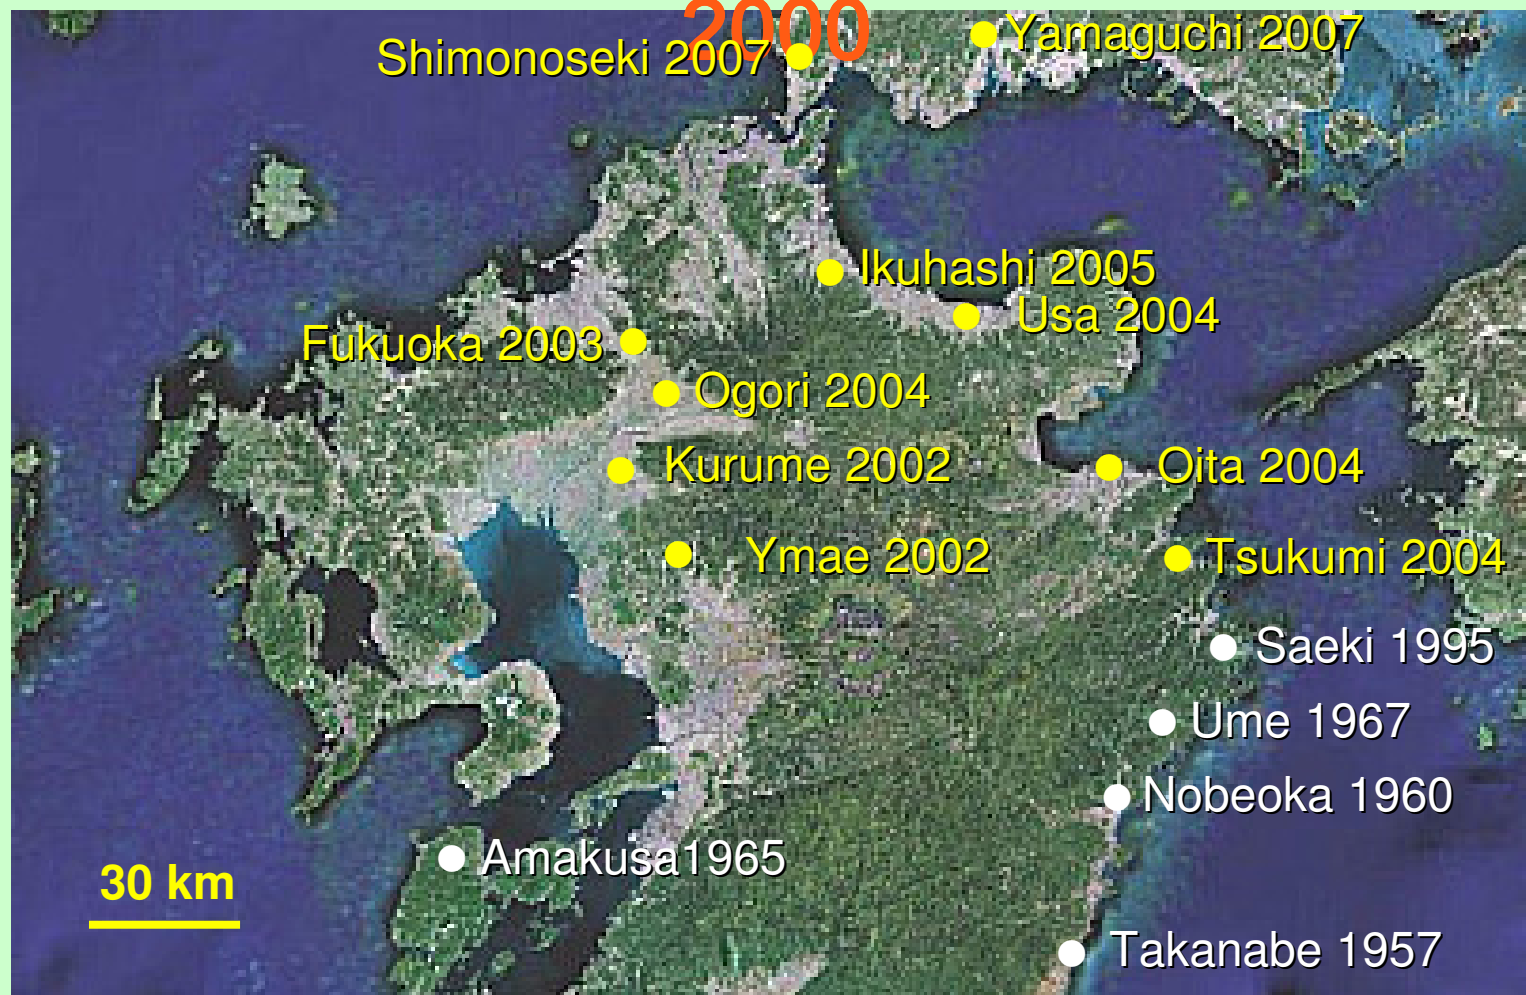 2000
Shimonoseki 2007
Yamaguchi 2007
Ikuhashi 2005
Usa 2004
Fukuoka 2003
Ogori 2004
Kurume 2002
Oita 2004
Ymae 2002
Tsukumi 2004
Saeki 1995
Ume 1967
Nobeoka 1960
Amakusa1965
30 km
Takanabe 1957